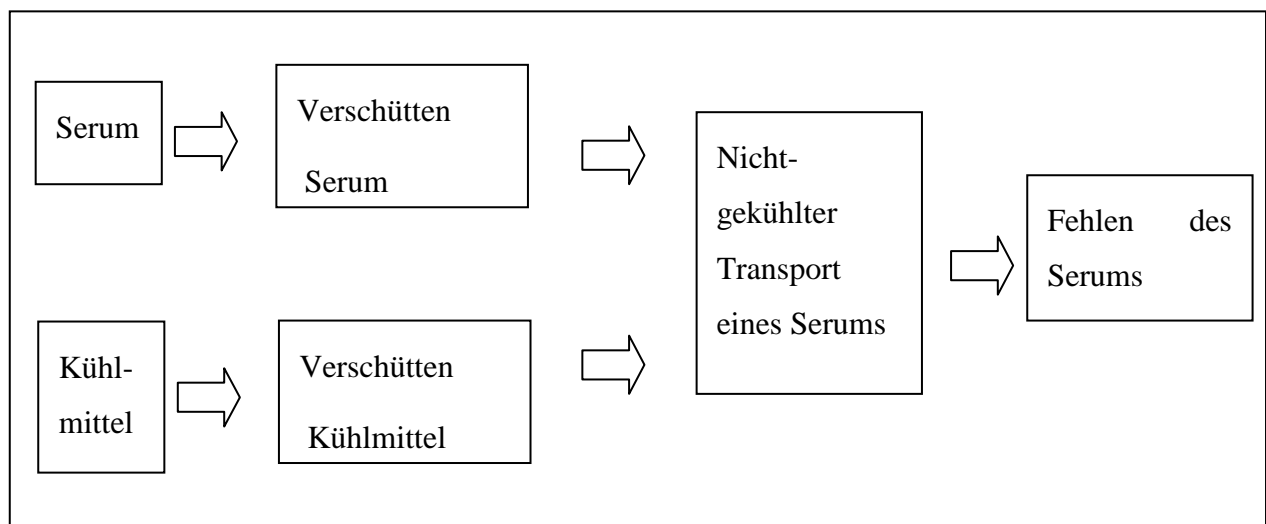 Serum
Verschütten
Serum
Kühl-
mittel
Verschütten
Kühlmittel
Nicht-
gekühlter
Transport
eines Serums
Fehlen des
Serums